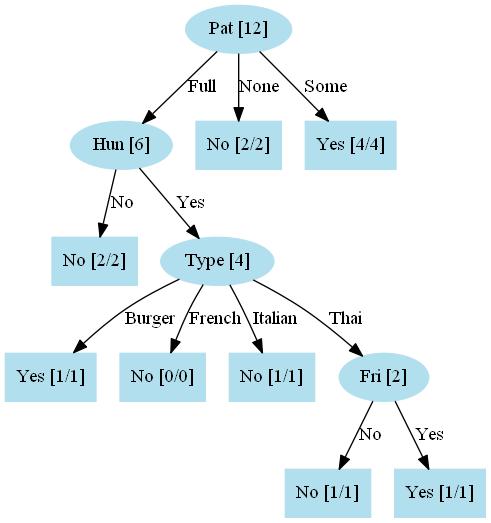 Pat [12]
Full
None
Some
Hun [6]
No [2/2]
Yes [4/4]
No
Yes
No [2/2]
Type [4]
Burger
French
Italian
Thai
Yes [1/1]
No [0/0]
No [1/1]
Fri [2]
No
Yes
No [1/1]
Yes [1/1]